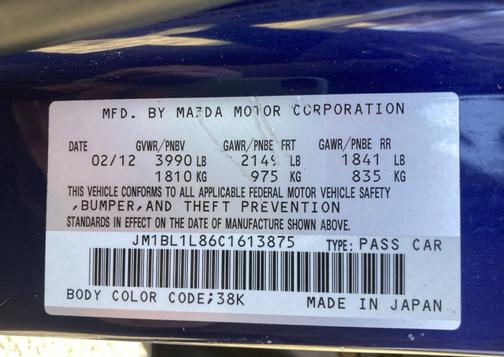 MFD. BY MAZDA MOTOR CORPORATION
DATE GVWR/PNBV GAWR/PNBE FRT GAWR/PNBE RR
02/12 3990 LB 2149 LB 1841 LB
1810 KG 975 KG 835 KG
THIS VEHICLE CONFORMS TO ALL APPLICABLE FEDERAL MOTOR VEHICLE SAFETY
,BUMPER,AND THEFT PREVENTION
STANDARDS IN EFFECT ON THE DATE OF MANUFACTURE SHOWN ABOVE.
JM1BL1L86C1613875 TYPE: PASS CAR
BODY COLOR CODE;38K MADE IN JAPAN